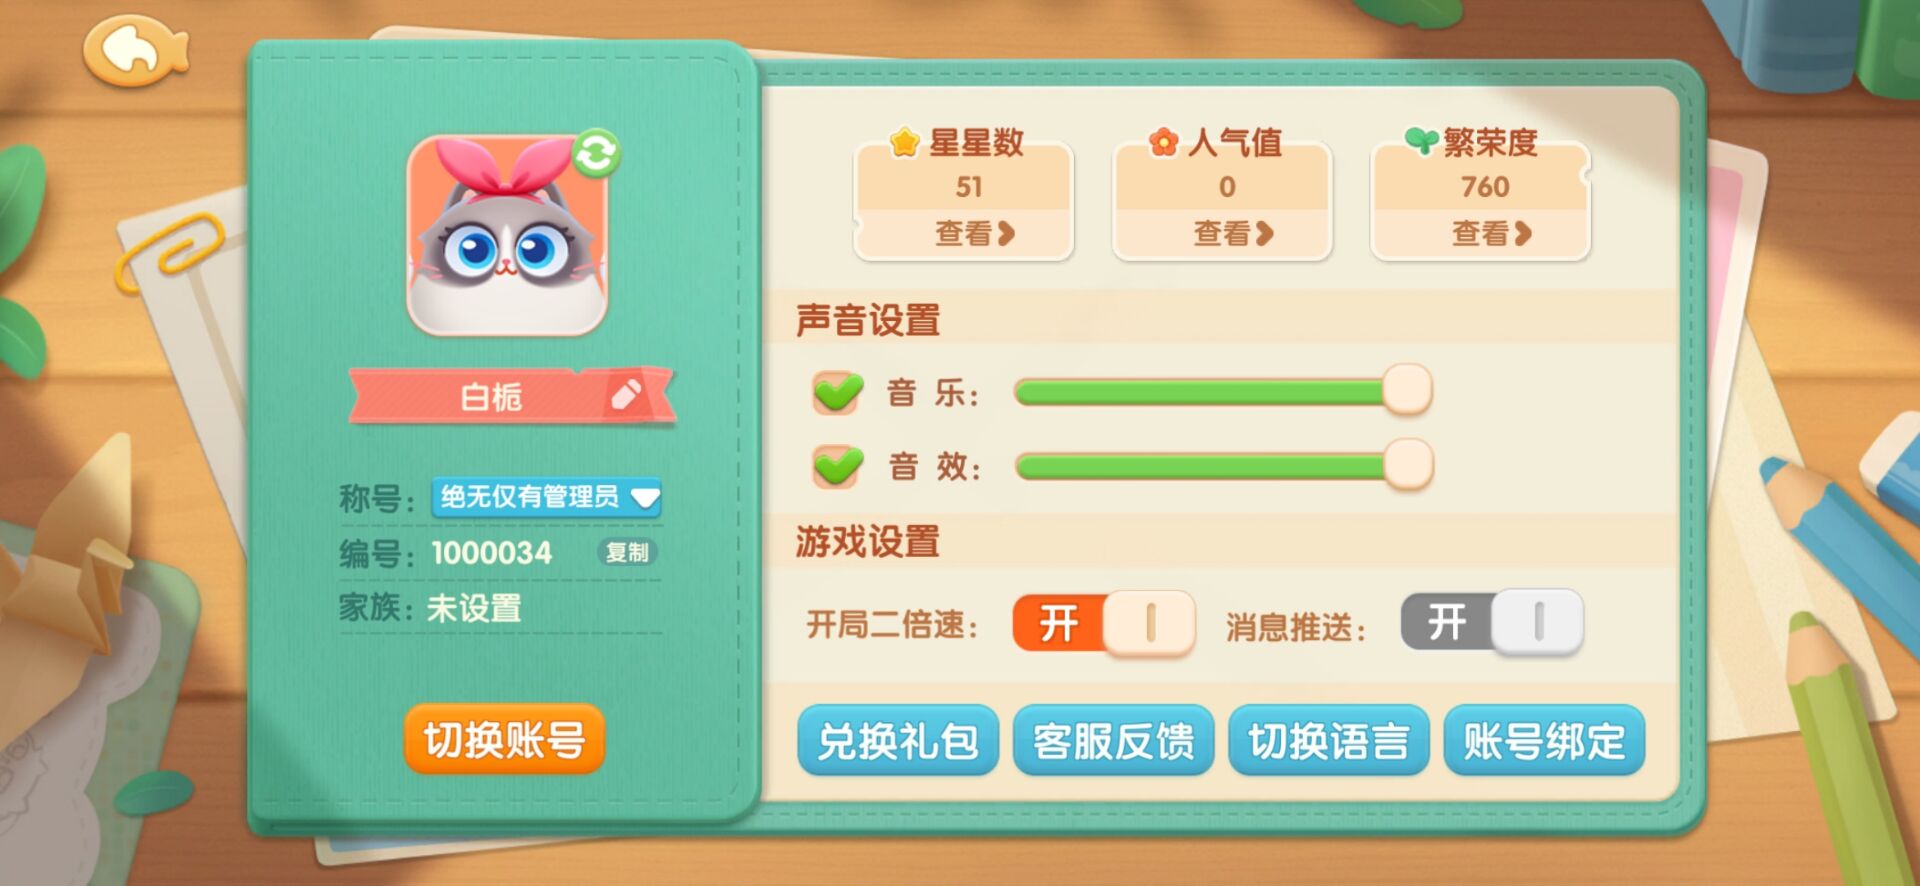 白栀
称号：
绝无仅有管理员
编号：
1000034
复制
家族：
未设置
切换账号
星星数
51
查看
人气值
0
查看
繁荣度
760
查看
声音设置
音 乐：
音 效：
游戏设置
开局二倍速：
开
消息推送：
开
兑换礼包
客服反馈
切换语言
账号绑定